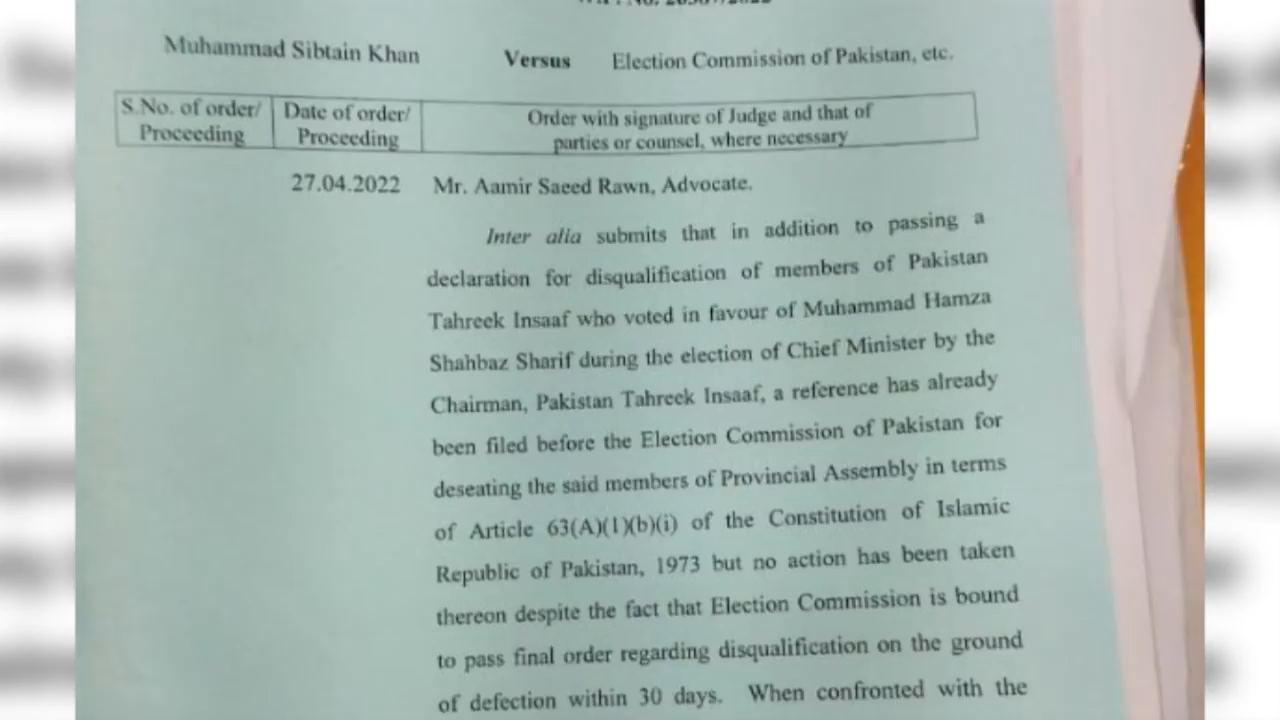 Muhammad Sibtain Khan Versus Election Commission of Pakistan, etc.
S.No. of order/ Proceeding
Date of order/ Proceeding
Order with signature of Judge and that of parties or counsel, where necessary
27.04.2022 Mr. Aamir Saeed Rawn, Advocate.
Inter alia submits that in addition to passing a
declaration for disqualification of members of Pakistan
Tahreek Insaaf who voted in favour of Muhammad Hamza
Shahbaz Sharif during the election of Chief Minister by the
Chairman, Pakistan Tahreek Insaaf, a reference has already
been filed before the Election Commission of Pakistan for
deseating the said members of Provincial Assembly in terms
of Article 63(A)(1)(b)(i) of the Constitution of Islamic
Republic of Pakistan, 1973 but no action has been taken
thereon despite the fact that Election Commission is bound
to pass final order regarding disqualification on the ground
of defection within 30 days. When confronted with the